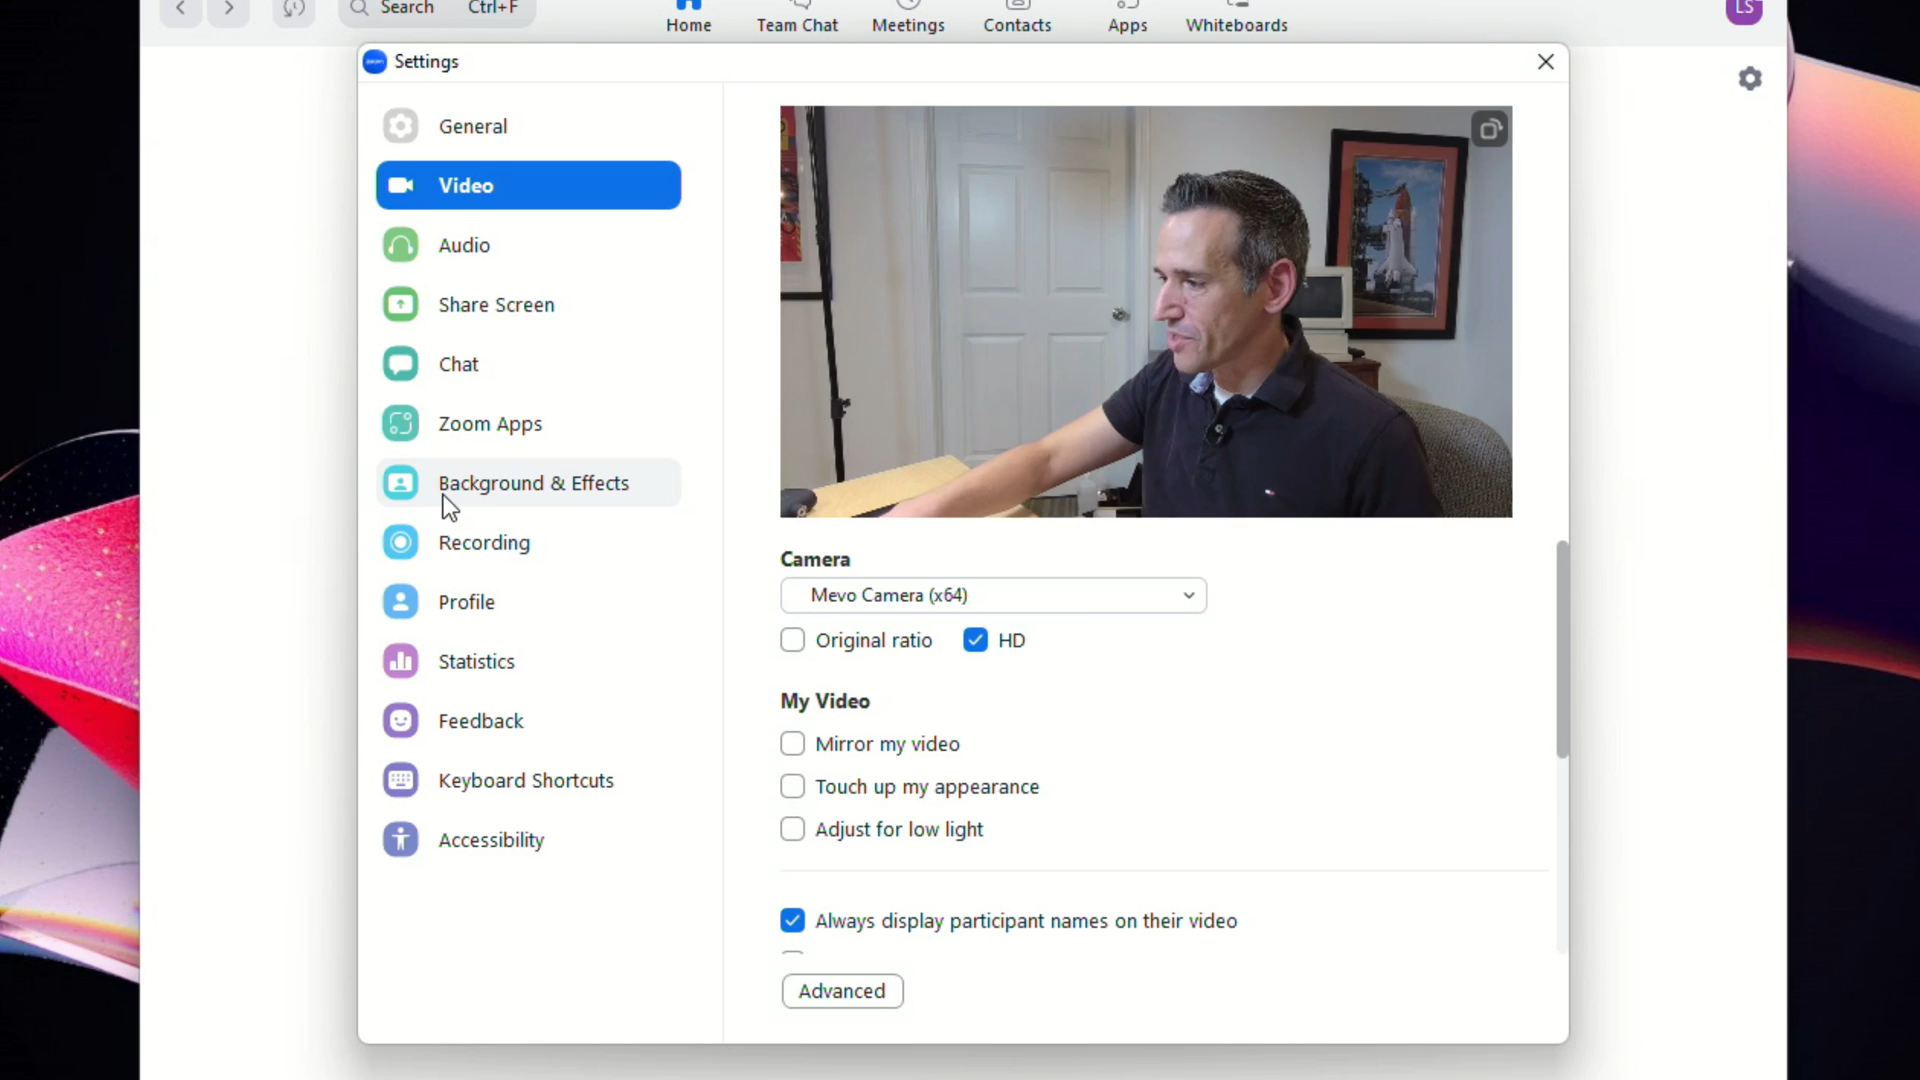 Search Ctrl+F
Home
Team Chat
Meetings
Contacts
Apps
Whiteboards
LS
zoom Settings
General
Video
Audio
Share Screen
Chat
Zoom Apps
Background & Effects
Recording
Profile
Statistics
Feedback
Keyboard Shortcuts
Accessibility
Camera
Mevo Camera (x64)
Original ratio HD
My Video
Mirror my video
Touch up my appearance
Adjust for low light
Always display participant names on their video
Advanced